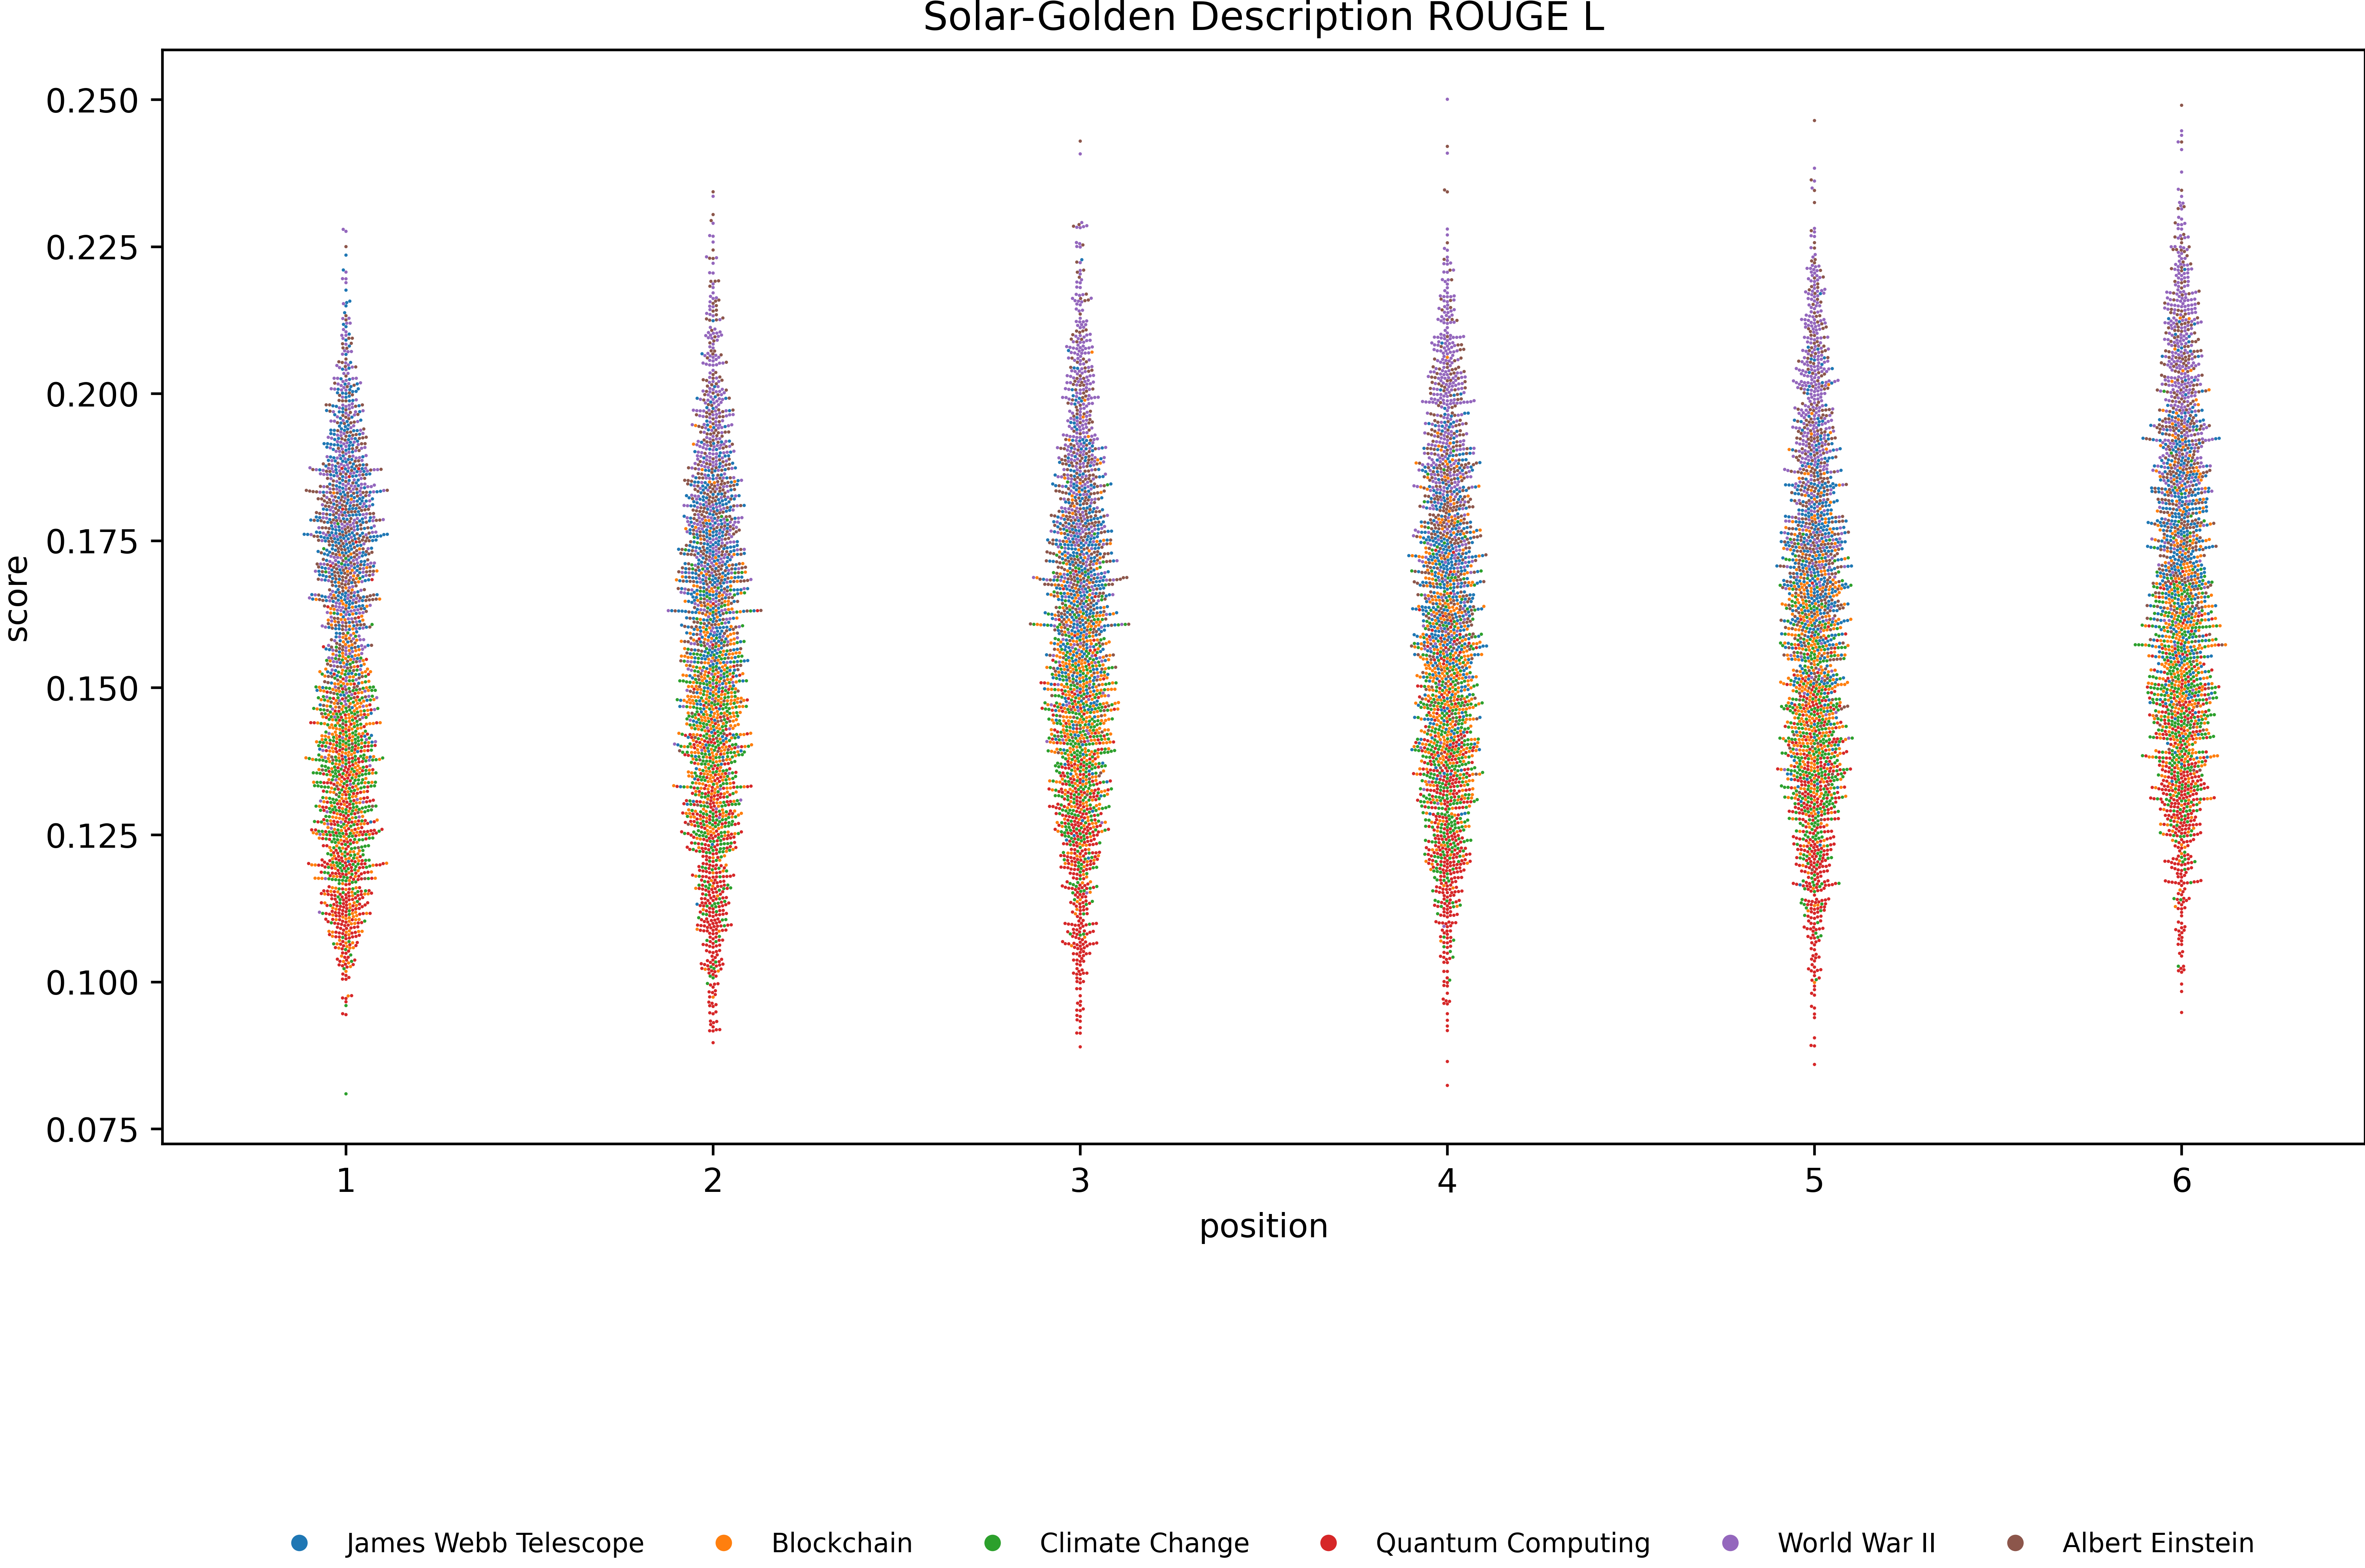 Solar-Golden Description ROUGE L
0.250
0.225
0.200
0.175
0.150
0.125
0.100
0.075
score
1 2 3 4 5 6
position
James Webb Telescope Blockchain Climate Change Quantum Computing World War II Albert Einstein